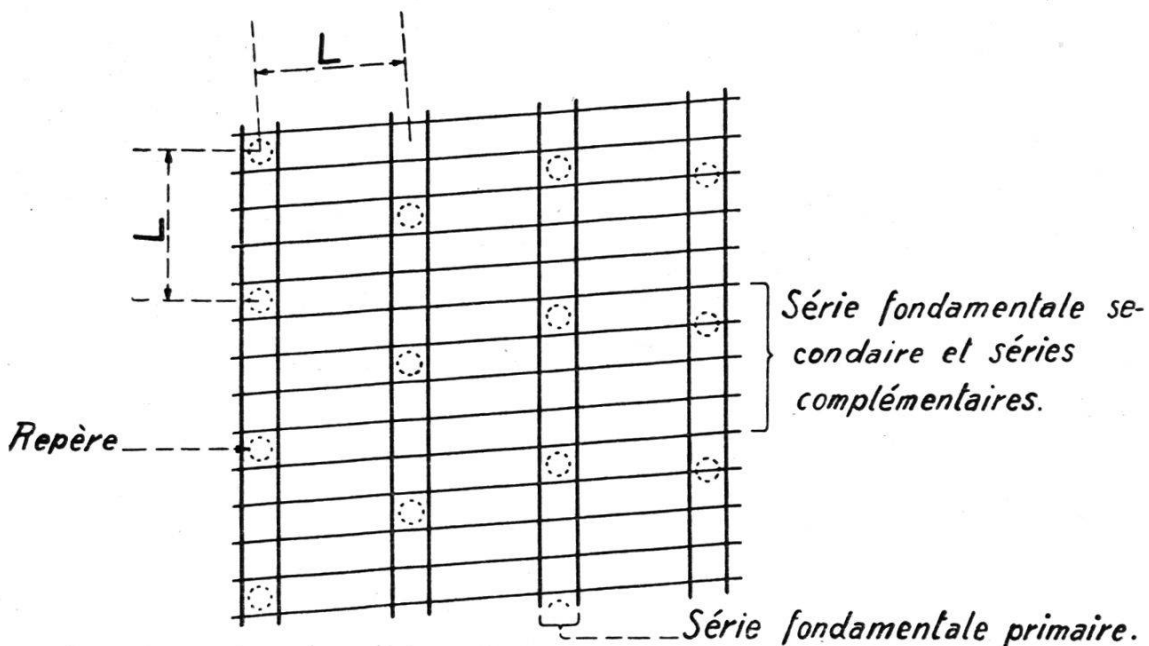 L
L
Série fondamentale se-
condaire et séries
complémentaires.
Repère
Série fondamentale primaire.